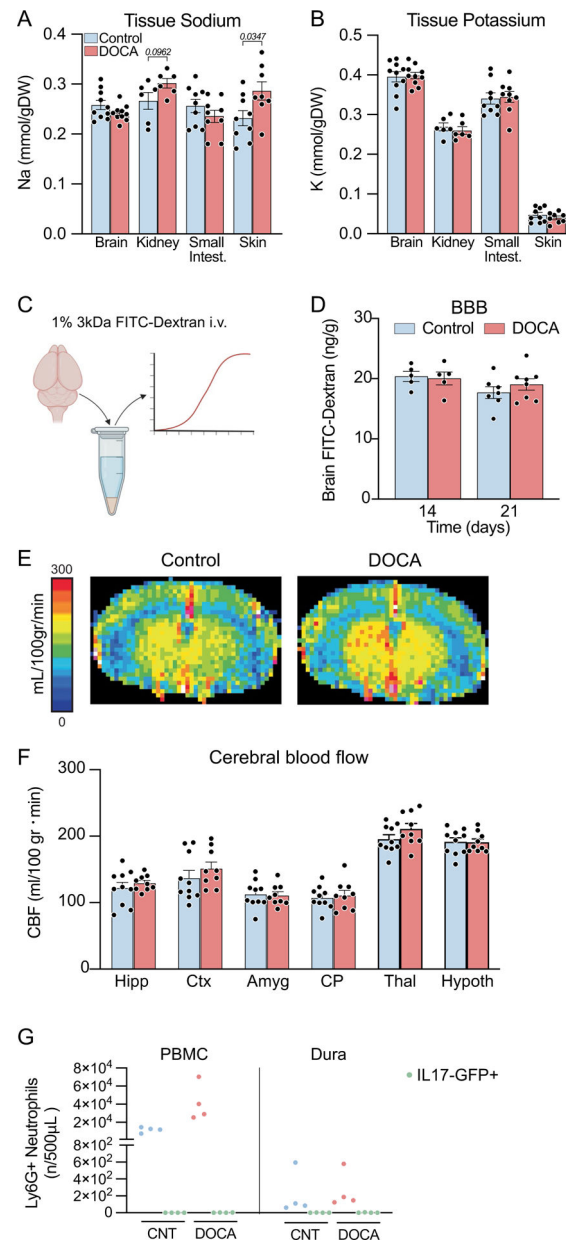 A
Tissue Sodium
Control
DOCA
0.0962
0.0347
Na (mmol/gDW)
0.4
0.3
0.2
0.1
0.0
Brain Kidney Small Intest. Skin
B
Tissue Potassium
K (mmol/gDW)
0.5
0.4
0.3
0.2
0.1
0.0
Brain Kidney Small Intest. Skin
C
1% 3kDa FITC-Dextran i.v.
D
BBB
Control DOCA
Brain FITC-Dextran (ng/g)
30
20
10
0
14 21
Time (days)
E
Control DOCA
300
mL/100gr/min
0
F
Cerebral blood flow
CBF (ml/100 gr · min)
300
200
100
0
Hipp Ctx Amyg CP Thal Hypoth
G
PBMC Dura
IL17-GFP+
Ly6G+ Neutrophils
(n/500µL)
8×10⁴
6×10⁴
4×10⁴
2×10⁴
8×10²
6×10²
4×10²
2×10²
0
CNT DOCA CNT DOCA